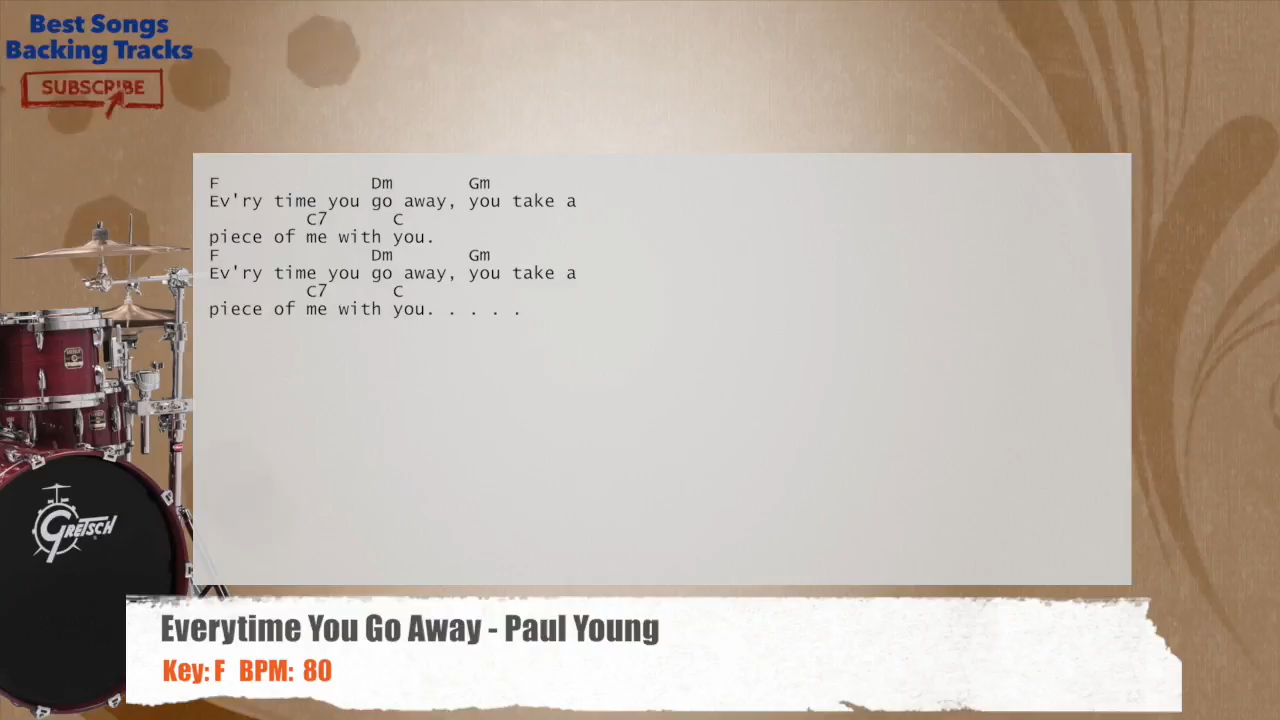 Best Songs
Backing Tracks
SUBSCRIBE
F Dm Gm
Ev'ry time you go away, you take a
C7 C
piece of me with you.
F Dm Gm
Ev'ry time you go away, you take a
C7 C
piece of me with you. . . . .
GRETSCH
Everytime You Go Away - Paul Young
Key: F BPM: 80